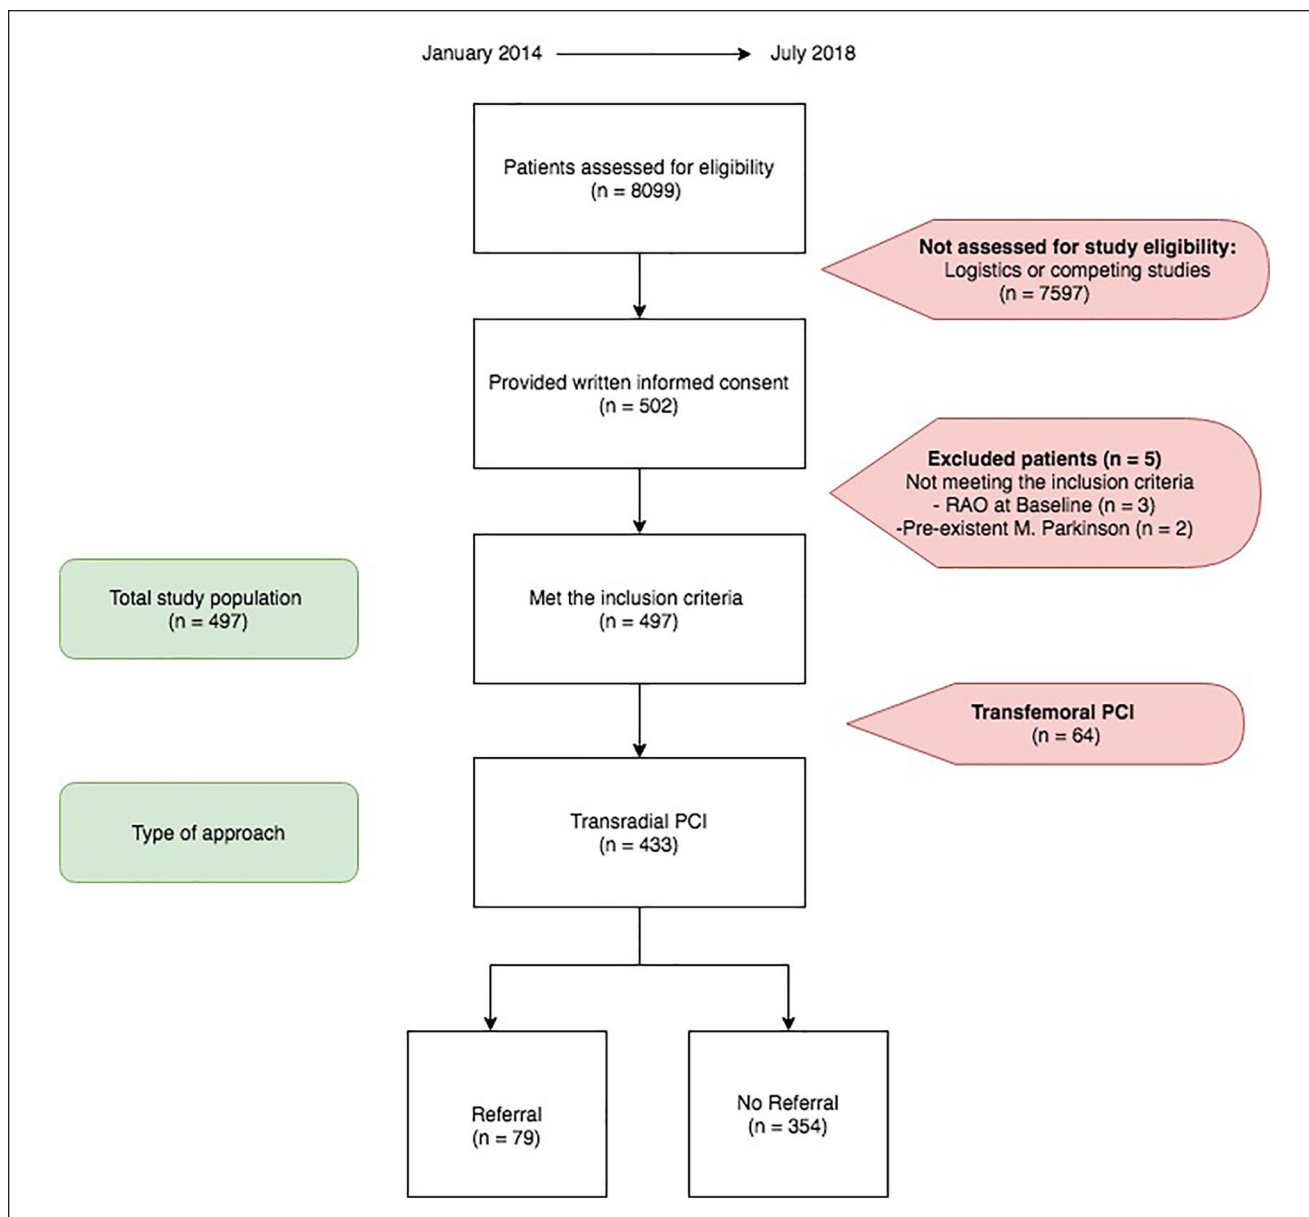 January 2014
July 2018
Patients assessed for eligibility
(n = 8099)
Not assessed for study eligibility:
Logistics or competing studies
(n = 7597)
Provided written informed consent
(n = 502)
Excluded patients (n = 5)
Not meeting the inclusion criteria
- RAO at Baseline (n = 3)
-Pre-existent M. Parkinson (n = 2)
Total study population
(n = 497)
Met the inclusion criteria
(n = 497)
Transfemoral PCI
(n = 64)
Type of approach
Transradial PCI
(n = 433)
Referral
(n = 79)
No Referral
(n = 354)